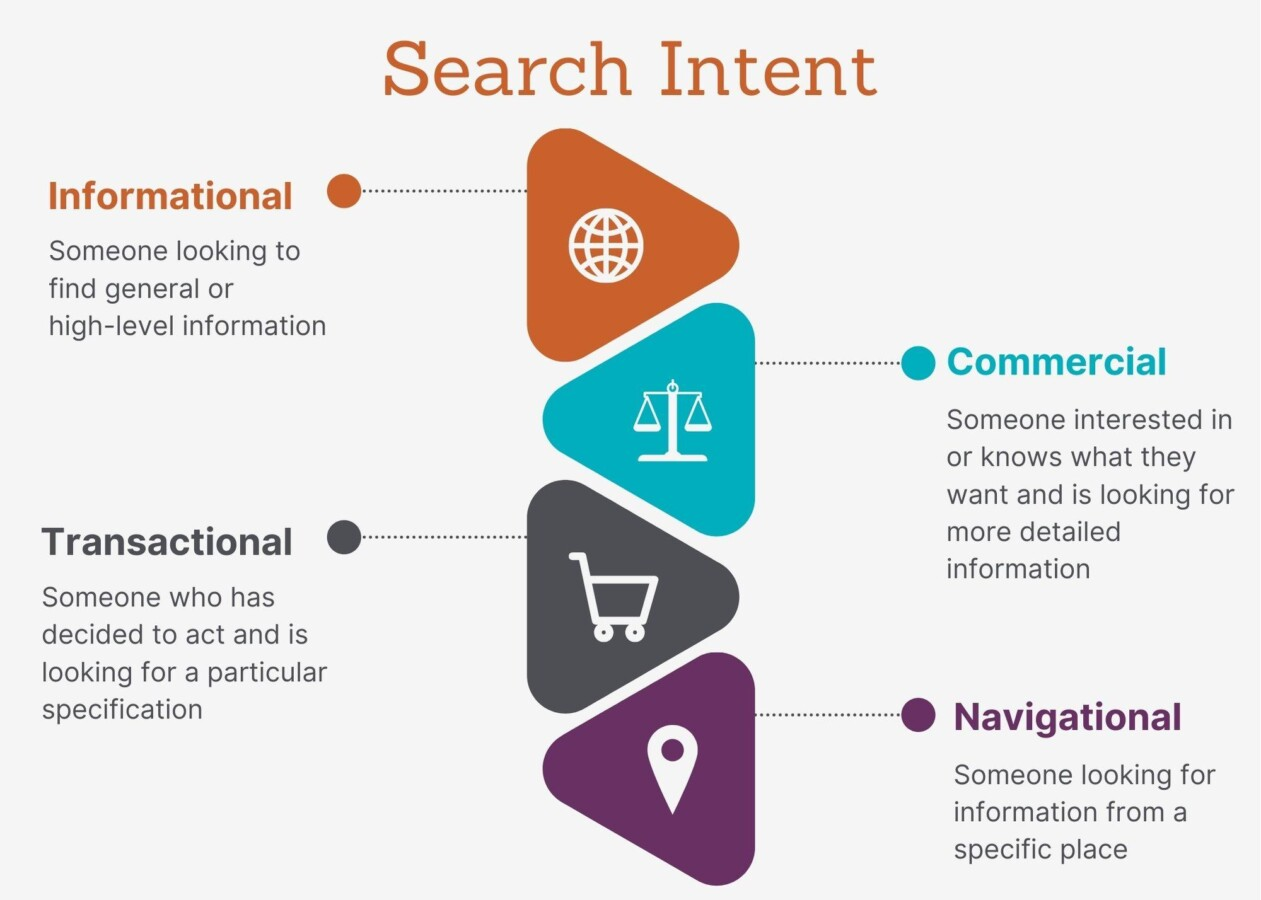 Search Intent
Informational
Someone looking to
find general or
high-level information
Commercial
Someone interested in
or knows what they
want and is looking for
more detailed
information
Transactional
Someone who has
decided to act and is
looking for a particular
specification
Navigational
Someone looking for
information from a
specific place